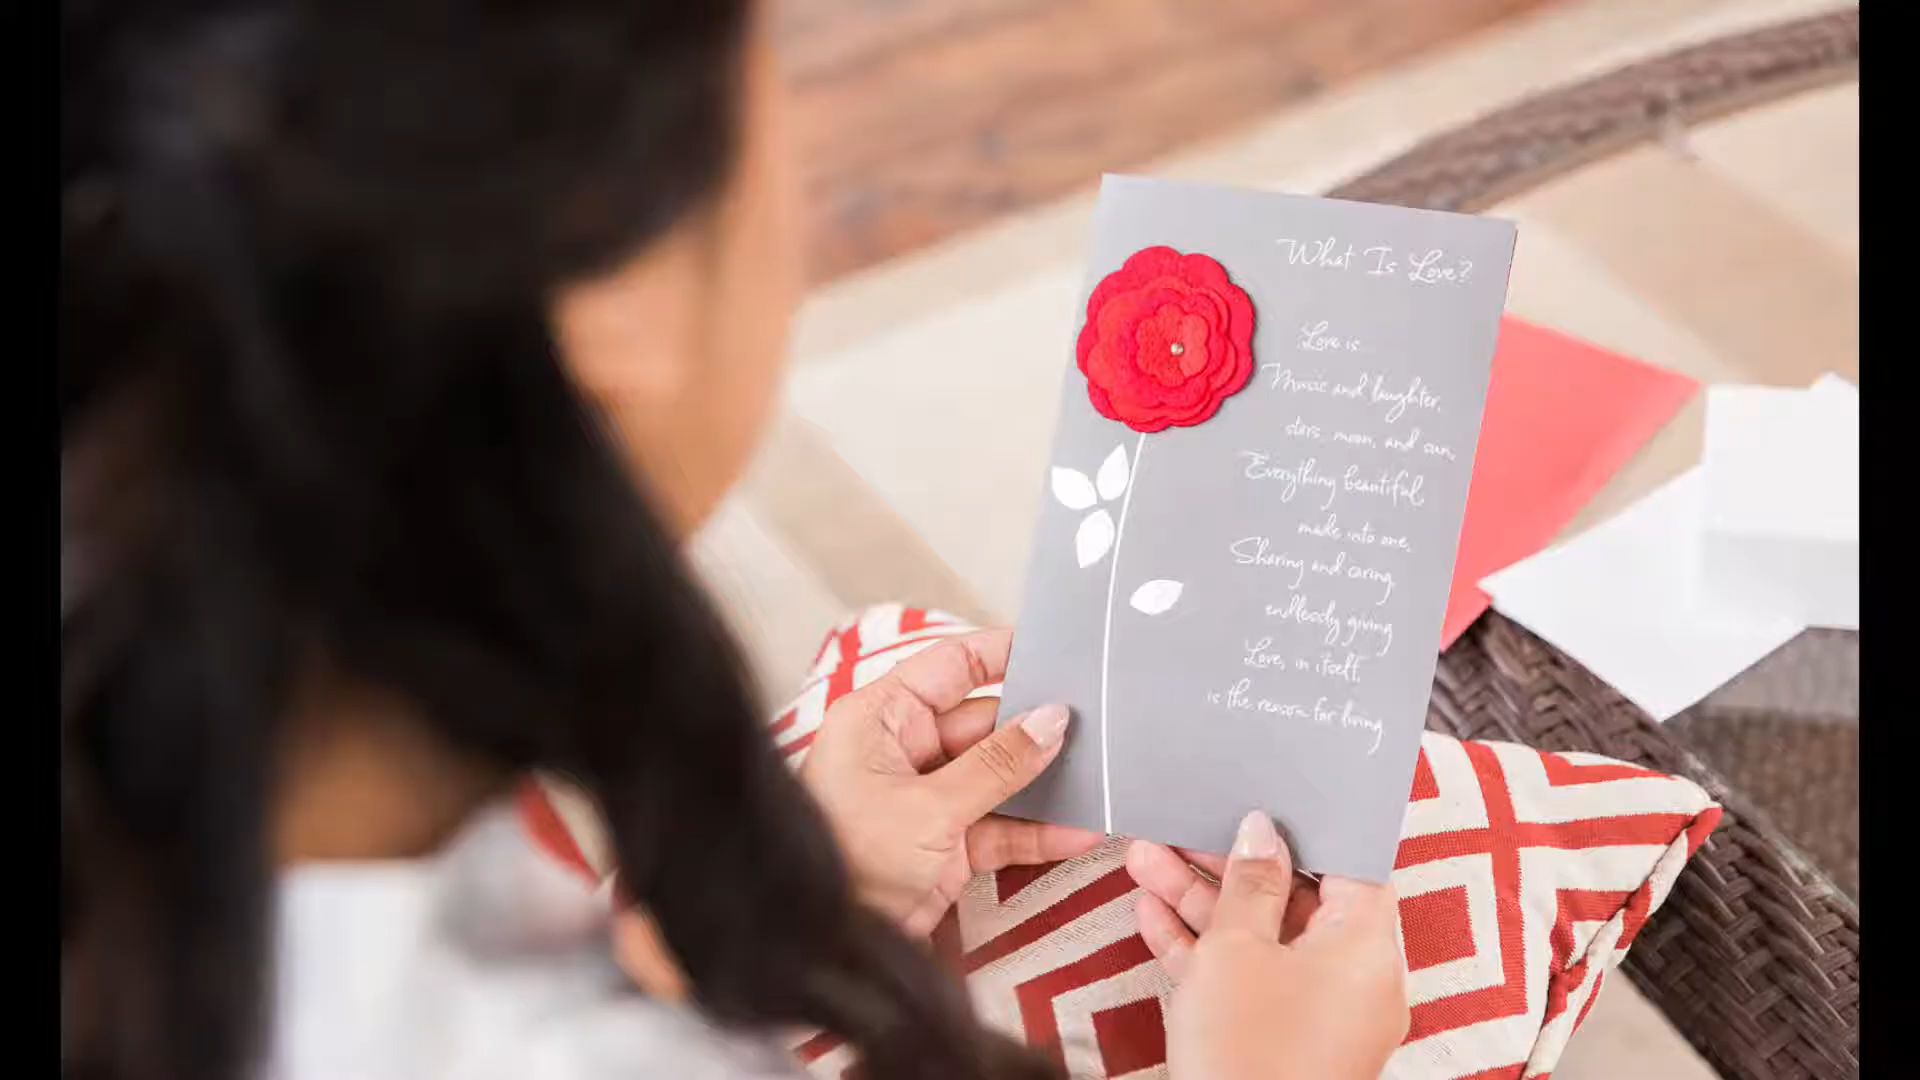 What Is Love?
Love is...
Music and laughter,
stars, moon, and sun,
Everything beautiful,
made into one,
Sharing and caring,
endlessly giving
Love, in itself,
is the reason for living.